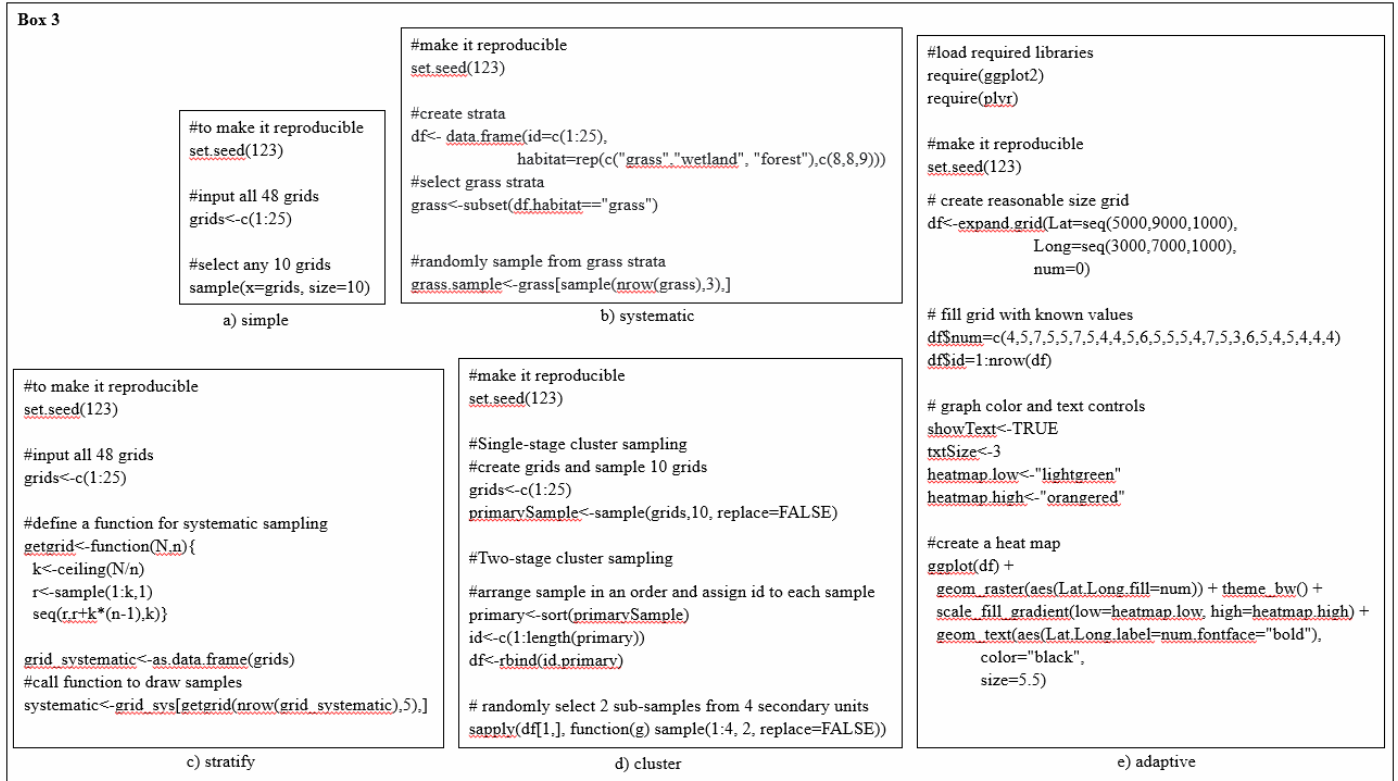 Box 3
#to make it reproducible
set.seed(123)
#input all 48 grids
grids<-c(1:25)
#select any 10 grids
sample(x=grids, size=10)
a) simple
#make it reproducible
set.seed(123)
#create strata
df<- data.frame(id=c(1:25),
habitat=rep(c("grass","wetland", "forest"),c(8,8,9)))
#select grass strata
grass<-subset(df,habitat=="grass")
#randomly sample from grass strata
grass.sample<-grass[sample(nrow(grass),3),]
b) systematic
#to make it reproducible
set.seed(123)
#input all 48 grids
grids<-c(1:25)
#define a function for systematic sampling
getgrid<-function(N,n){
k<-ceiling(N/n)
r<-sample(1:k,1)
seq(r,r+k*(n-1),k)}
grid_systematic<-as.data.frame(grids)
#call function to draw samples
systematic<-grid_sys[getgrid(nrow(grid_systematic),5),]
c) stratify
#make it reproducible
set.seed(123)
#Single-stage cluster sampling
#create grids and sample 10 grids
grids<-c(1:25)
primarySample<-sample(grids,10, replace=FALSE)
#Two-stage cluster sampling
#arrange sample in an order and assign id to each sample
primary<-sort(primarySample)
id<-c(1:length(primary))
df<-rbind(id,primary)
# randomly select 2 sub-samples from 4 secondary units
sapply(df[1,], function(g) sample(1:4, 2, replace=FALSE))
d) cluster
#load required libraries
require(ggplot2)
require(plyr)
#make it reproducible
set.seed(123)
# create reasonable size grid
df<-expand.grid(Lat=seq(5000,9000,1000),
Long=seq(3000,7000,1000),
num=0)
# fill grid with known values
df$num=c(4,5,7,5,5,7,5,4,4,5,6,5,5,5,4,7,5,3,6,5,4,5,4,4,4)
df$id=1:nrow(df)
# graph color and text controls
showText<-TRUE
txtSize<-3
heatmap.low<-"lightgreen"
heatmap.high<-"orangered"
#create a heat map
ggplot(df) +
geom_raster(aes(Lat,Long,fill=num)) + theme_bw() +
scale_fill_gradient(low=heatmap.low, high=heatmap.high) +
geom_text(aes(Lat,Long,label=num,fontface="bold"),
color="black",
size=5.5)
e) adaptive